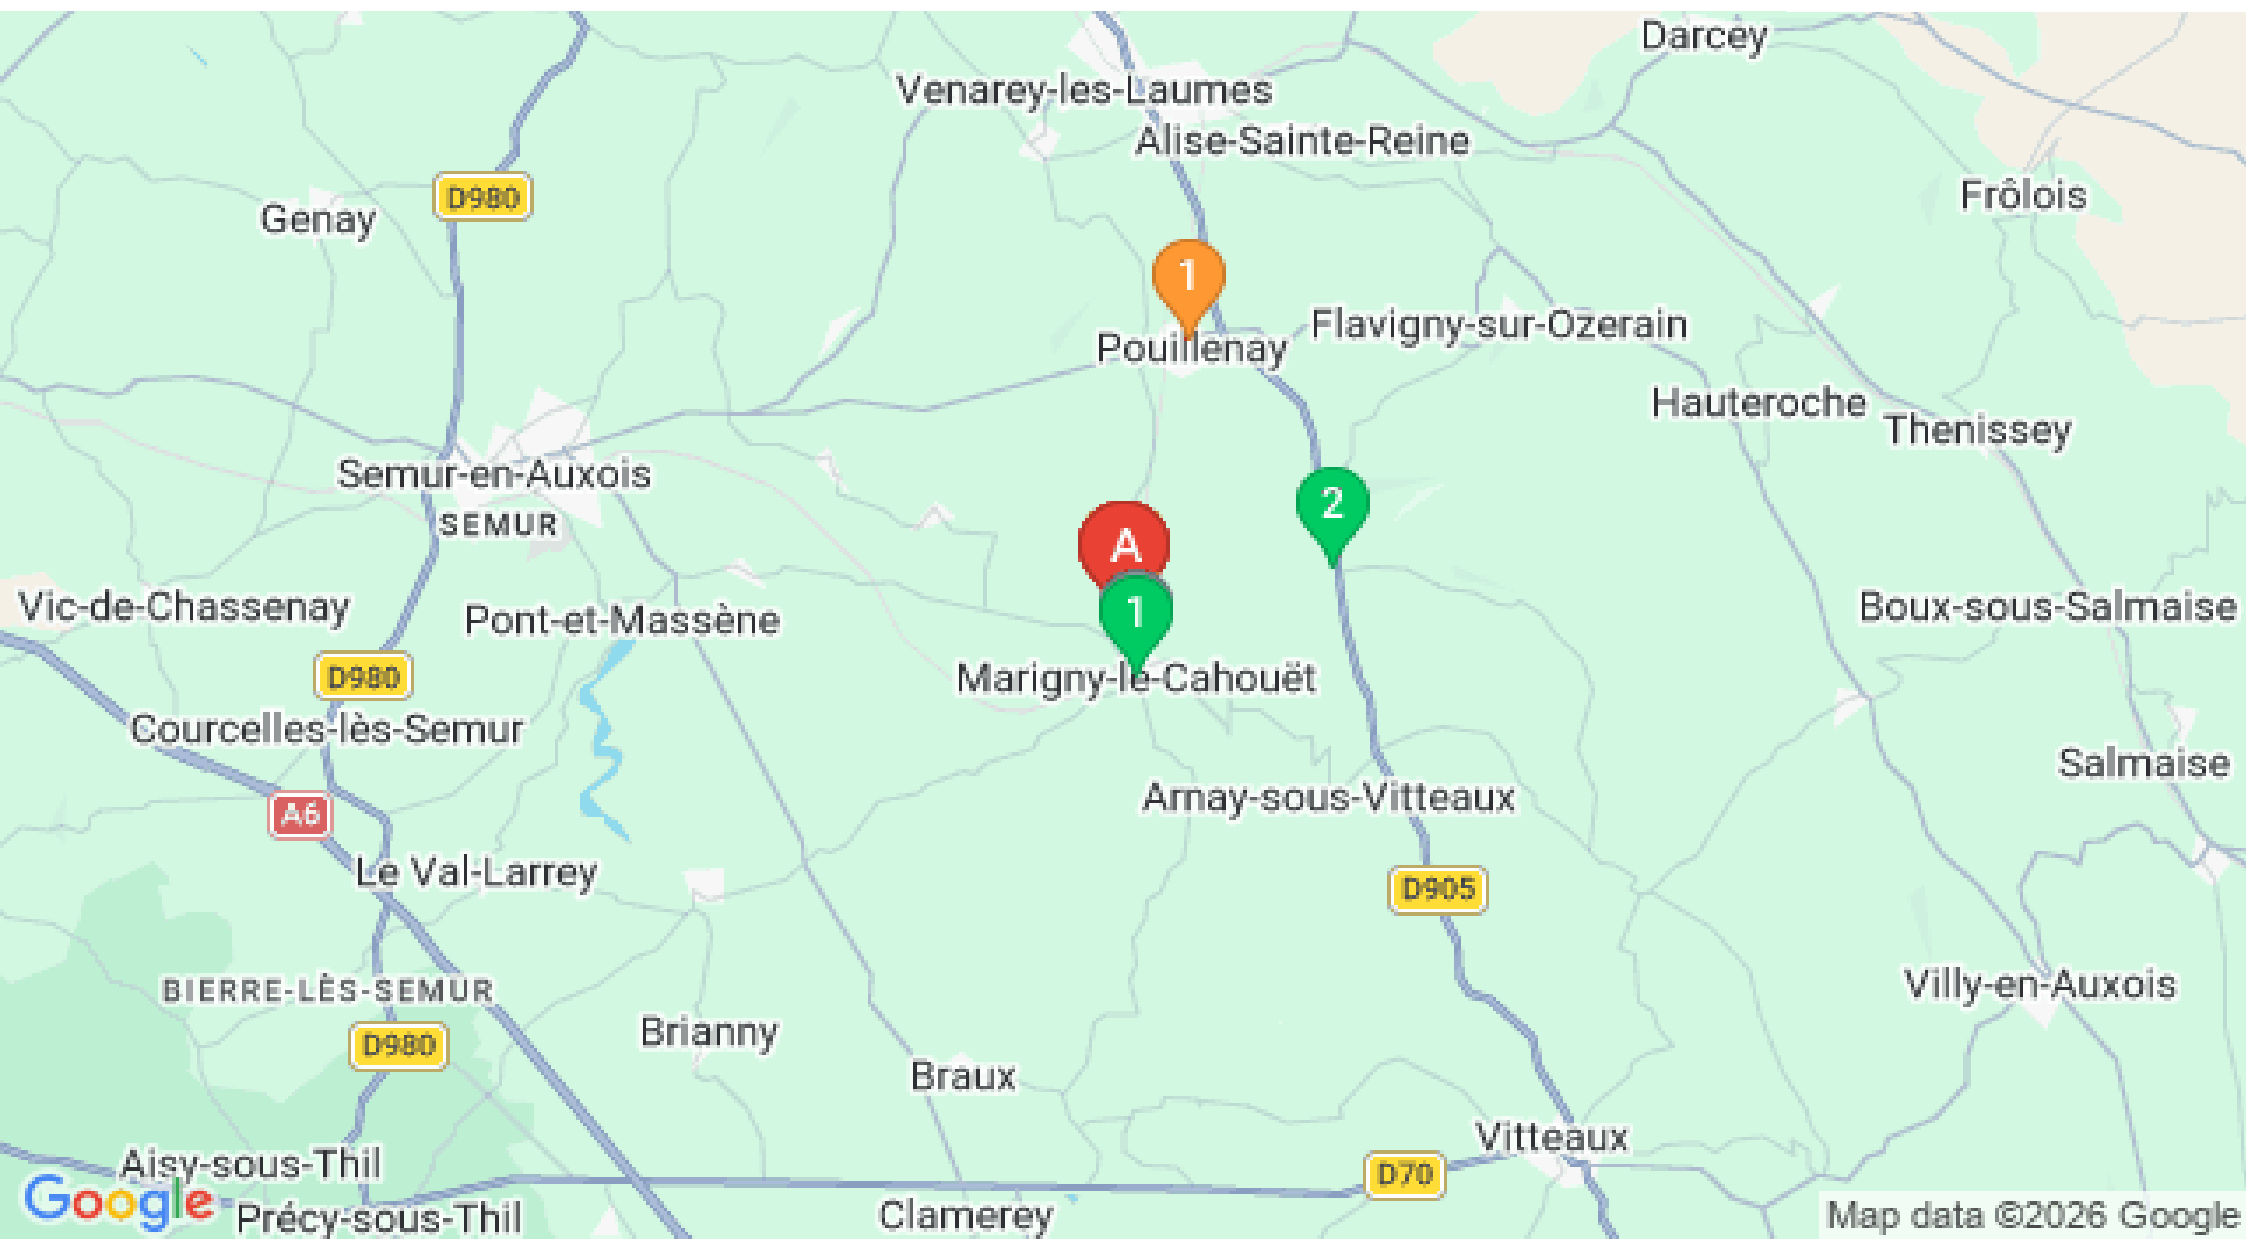 Darcey
Venarey-les-Laumes
Alise-Sainte-Reine
D980
Frôlois
Genay
1
Flavigny-sur-Ozerain
Pouillenay
Hauteroche
Thenissey
Semur-en-Auxois
2
SEMUR
A
Vic-de-Chassenay
1
Boux-sous-Salmaise
Pont-et-Massène
D980
Marigny-le-Cahouët
Courcelles-lès-Semur
Salmaise
Arnay-sous-Vitteaux
A6
Le Val-Larrey
D905
BIERRE-LÈS-SEMUR
Villy-en-Auxois
Brianny
D980
Braux
Vitteaux
Aisy-sous-Thil
D70
Google
Précy-sous-Thil
Clamerey
Map data ©2026 Google